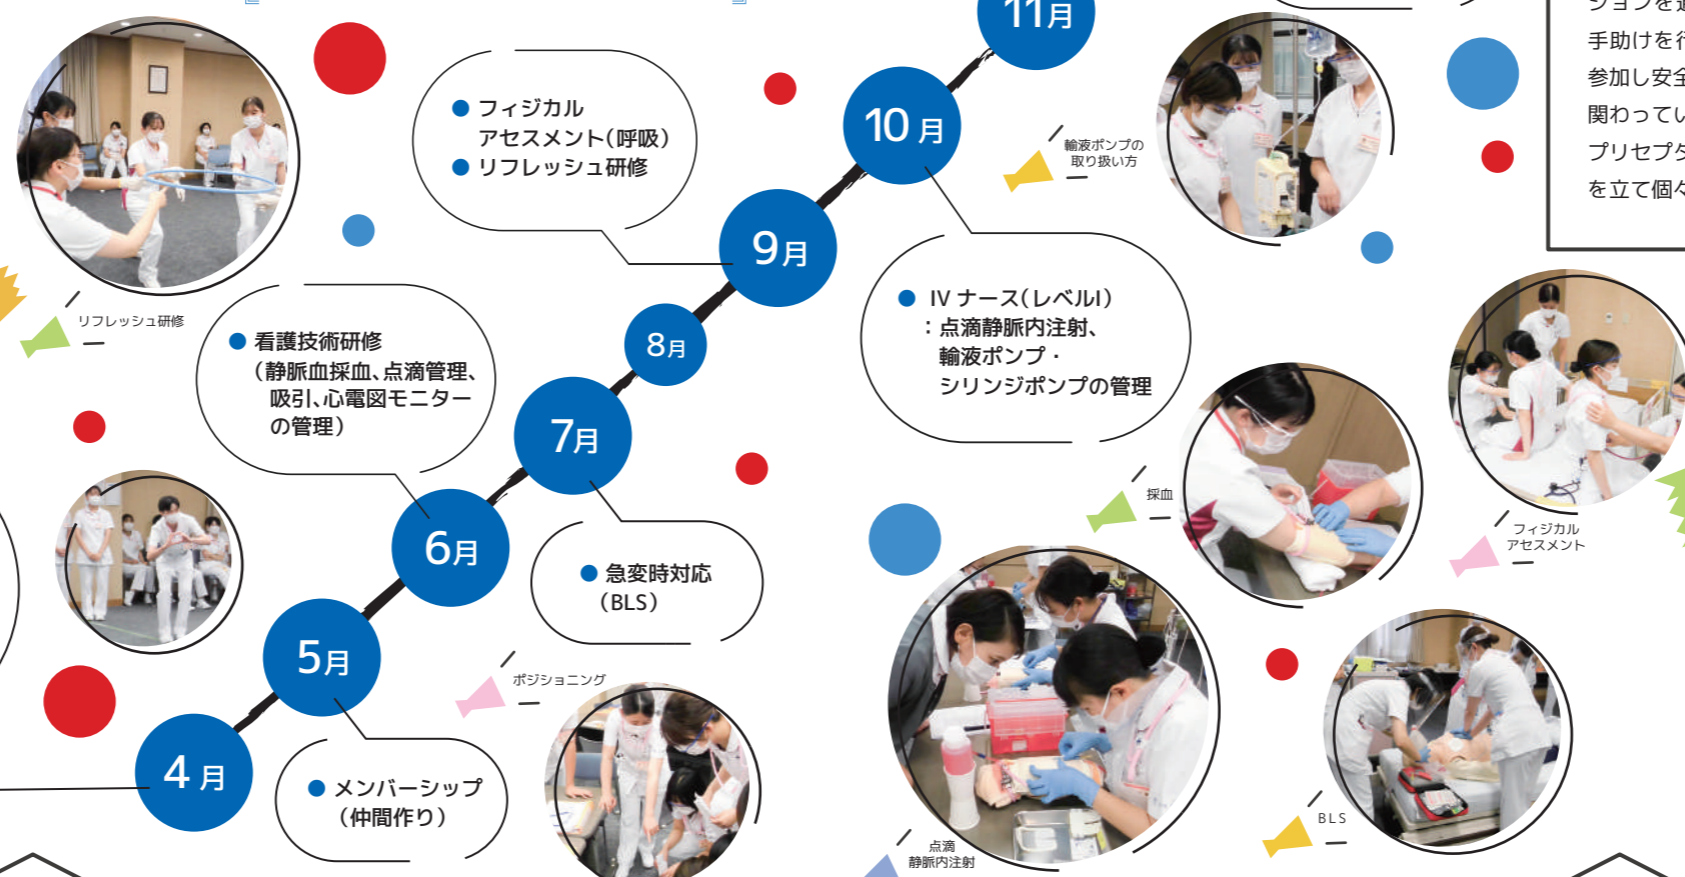 11月
ションを
手助けを
参加し安全
関わってい
プリセプタ
を立て個々
10月
輸液ポンプの
取り扱い方
● フィジカル
アセスメント(呼吸)
● リフレッシュ研修
9月
● IV ナース(レベルⅠ)
：点滴静脈内注射、
輸液ポンプ・
シリンジポンプの管理
リフレッシュ研修
8月
● 看護技術研修
(静脈血採血、点滴管理、
吸引、心電図モニター
の管理)
7月
採血
フィジカル
アセスメント
6月
● 急変時対応
(BLS)
5月
ポジショニング
4月
● メンバーシップ
(仲間作り)
点滴
静脈内注射
BLS